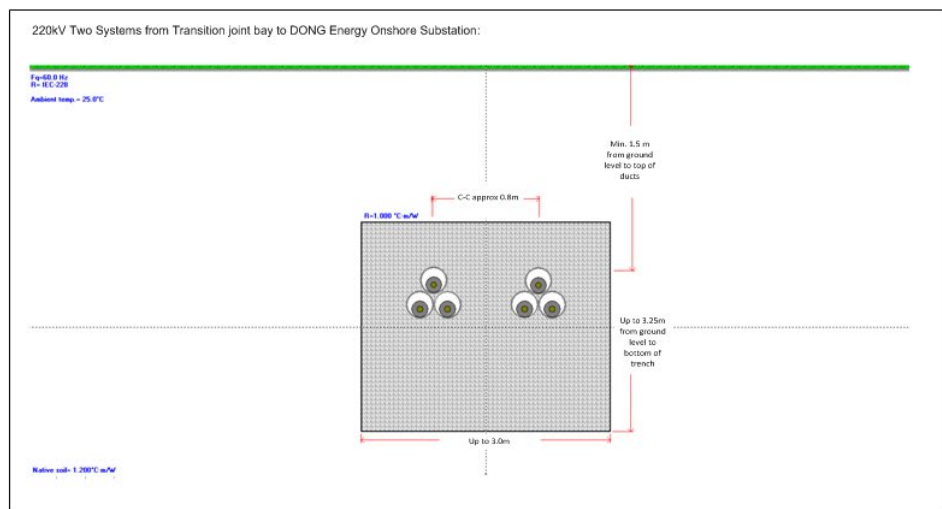 220kV Two Systems from Transition joint bay to DONG Energy Onshore Substation:
Fq=60.0 Hz
R= IEC-228
Ambient temp.= 25.0°C
Min. 1.5 m
from ground
level to top of
ducts
C-C approx 0.8m
R=1.000 °C·m/W
Up to 3.25m
from ground
level to
bottom of
trench
Up to 3.0m
Native soil= 1.200°C·m/W